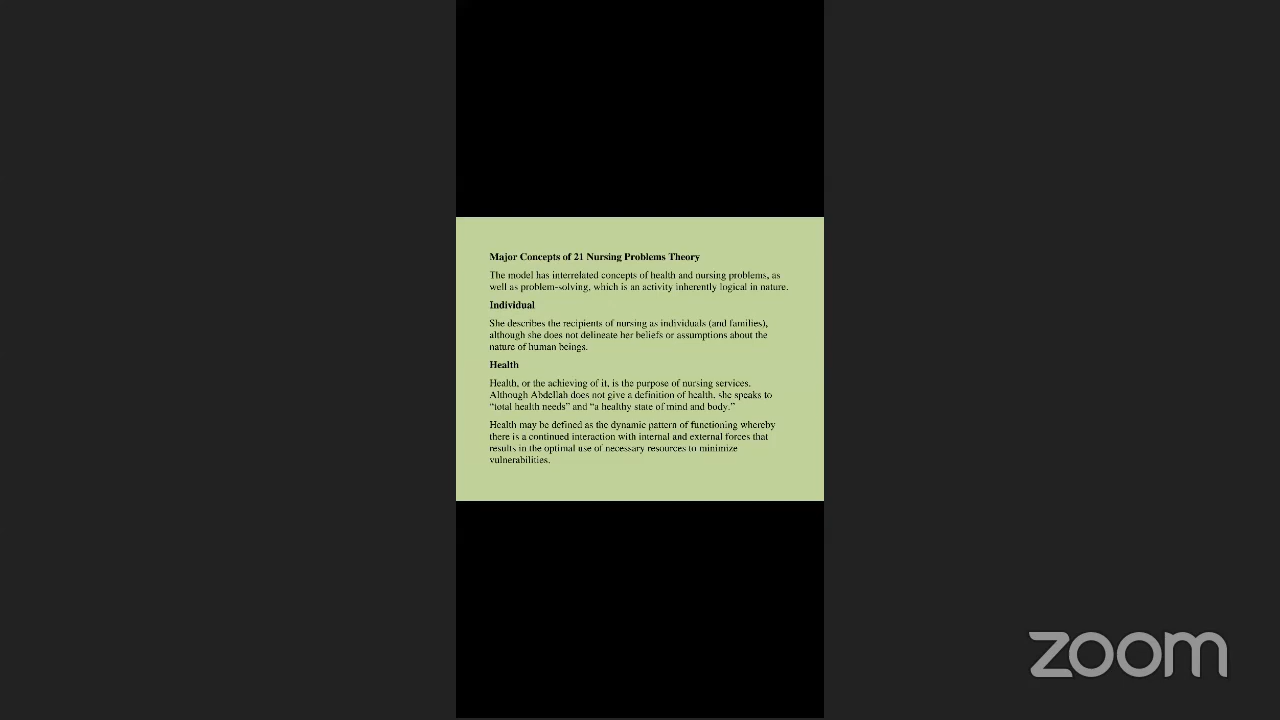 Major Concepts of 21 Nursing Problems Theory
The model has interrelated concepts of health and nursing problems, as
well as problem-solving, which is an activity inherently logical in nature.
Individual
She describes the recipients of nursing as individuals (and families),
although she does not delineate her beliefs or assumptions about the
nature of human beings.
Health
Health, or the achieving of it, is the purpose of nursing services.
Although Abdellah does not give a definition of health, she speaks to
“total health needs” and “a healthy state of mind and body.”
Health may be defined as the dynamic pattern of functioning whereby
there is a continued interaction with internal and external forces that
results in the optimal use of necessary resources to minimize
vulnerabilities.
zoom